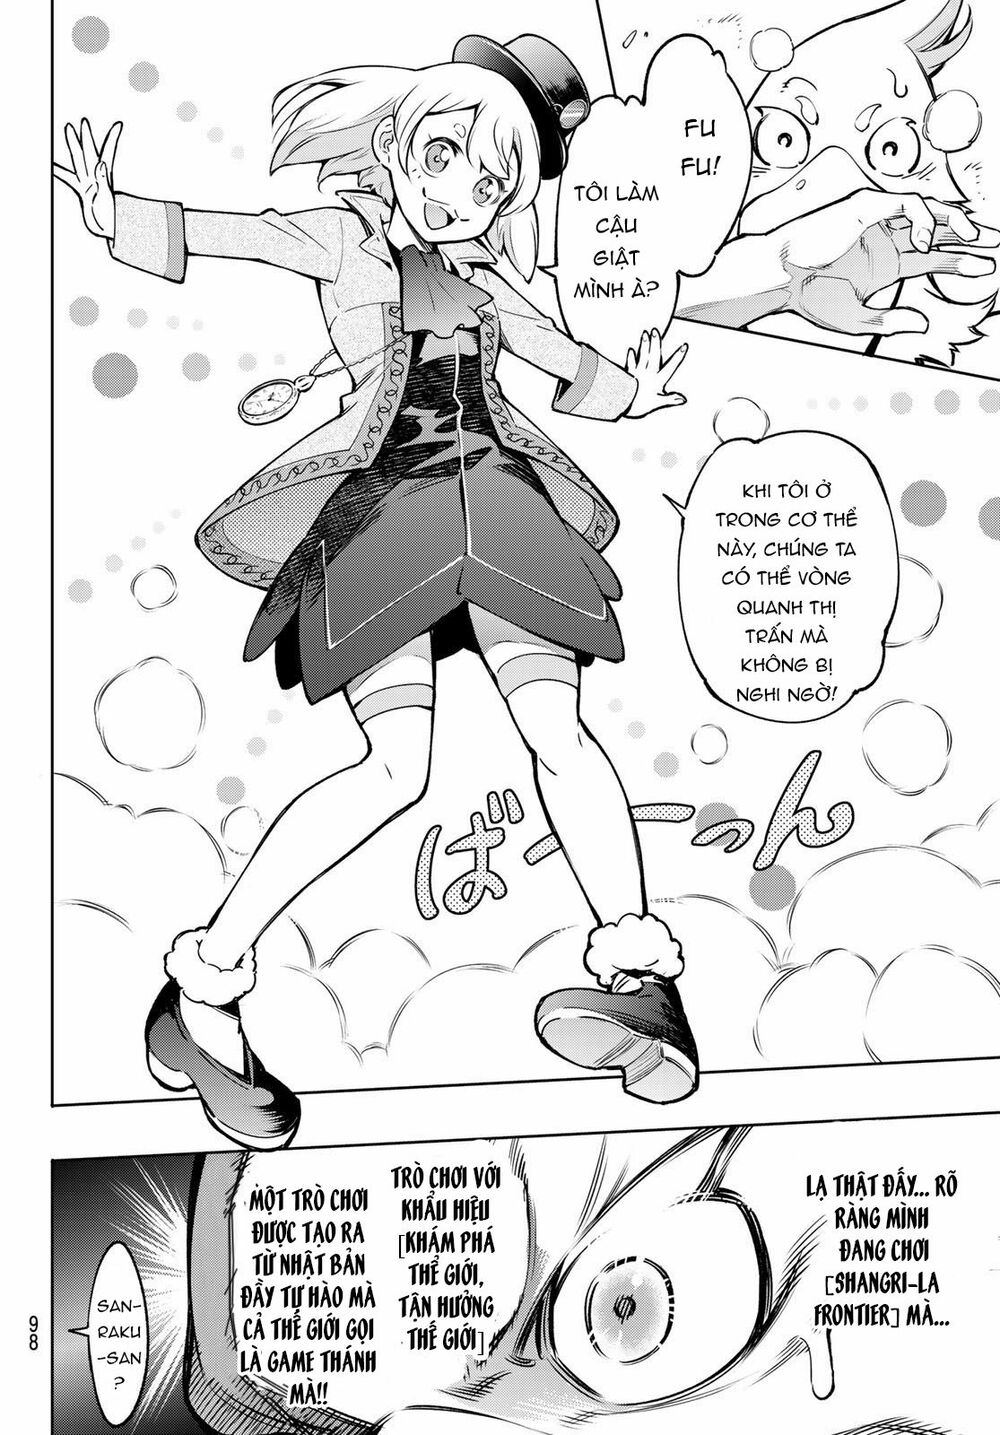 FU
FU!
TÔI LÀM
CẬU
GIẬT
MÌNH À?
KHI TÔI Ở
TRONG CƠ THỂ
NÀY, CHÚNG TA
CÓ THỂ VÒNG
QUANH THỊ
TRẤN MÀ
KHÔNG BỊ
NGHI NGỜ!
ばーっん
LẠ THẬT ĐẤY... RÕ
RÀNG MÌNH
ĐANG CHƠI
[SHANGRI-LA
FRONTIER] MÀ...
TRÒ CHƠI VỚI
KHẨU HIỆU
[KHÁM PHÁ
THẾ GIỚI,
TẬN HƯỞNG
THẾ GIỚI]
MỘT TRÒ CHƠI
ĐƯỢC TẠO RA
TỪ NHẬT BẢN
ĐẦY TỰ HÀO MÀ
CẢ THẾ GIỚI GỌI
LÀ GAME THÁNH
MÀ!!
SAN-
RAKU
-SAN
?
98